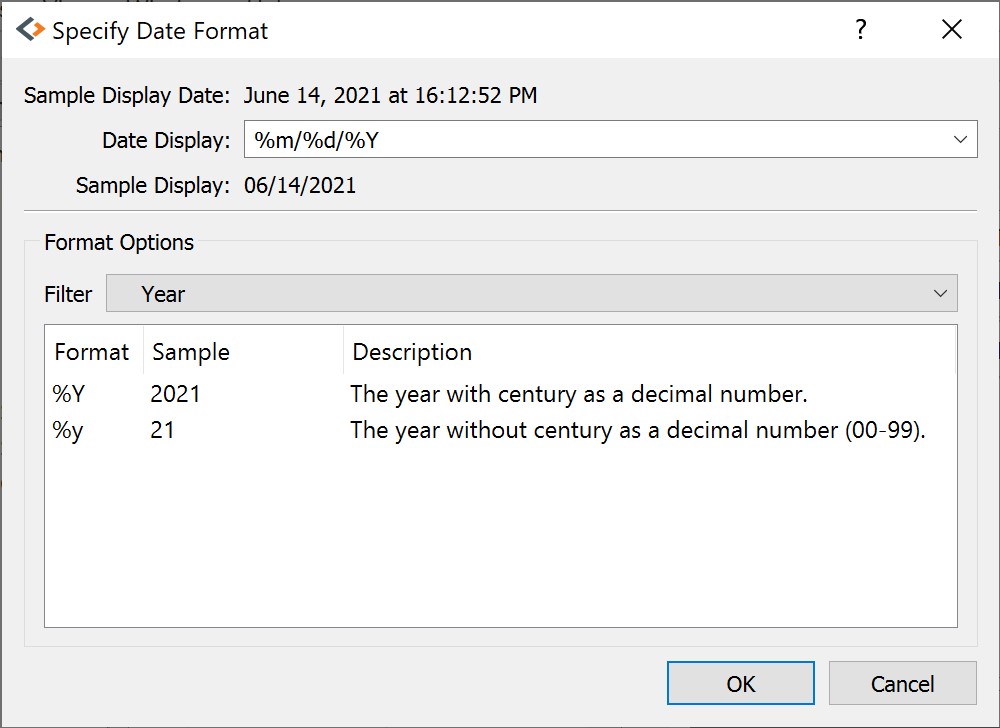 Specify Date Format
?
Sample Display Date: June 14, 2021 at 16:12:52 PM
Date Display: %m/%d/%Y
Sample Display: 06/14/2021
Format Options
Filter Year
Format Sample Description
%Y 2021 The year with century as a decimal number.
%y 21 The year without century as a decimal number (00-99).
OK Cancel